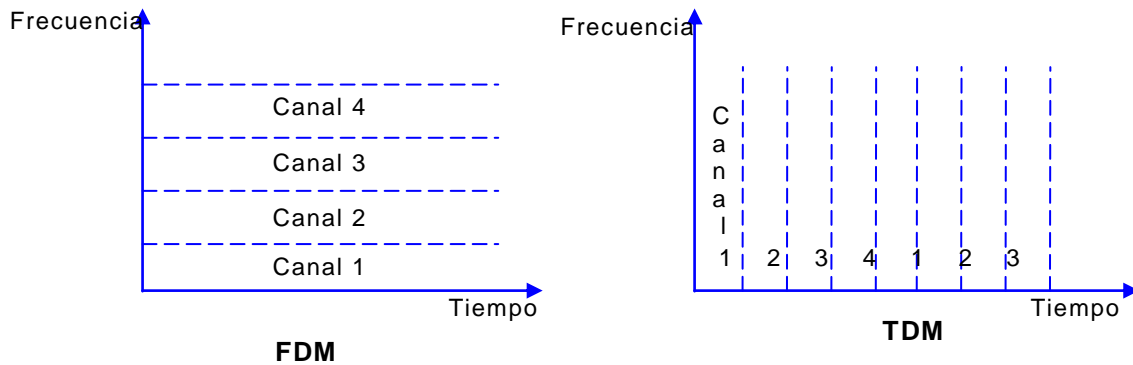 Frecuencia
Canal 4
Canal 3
Canal 2
Canal 1
Tiempo
FDM
Frecuencia
Canal
1 2 3 4 1 2 3
Tiempo
TDM